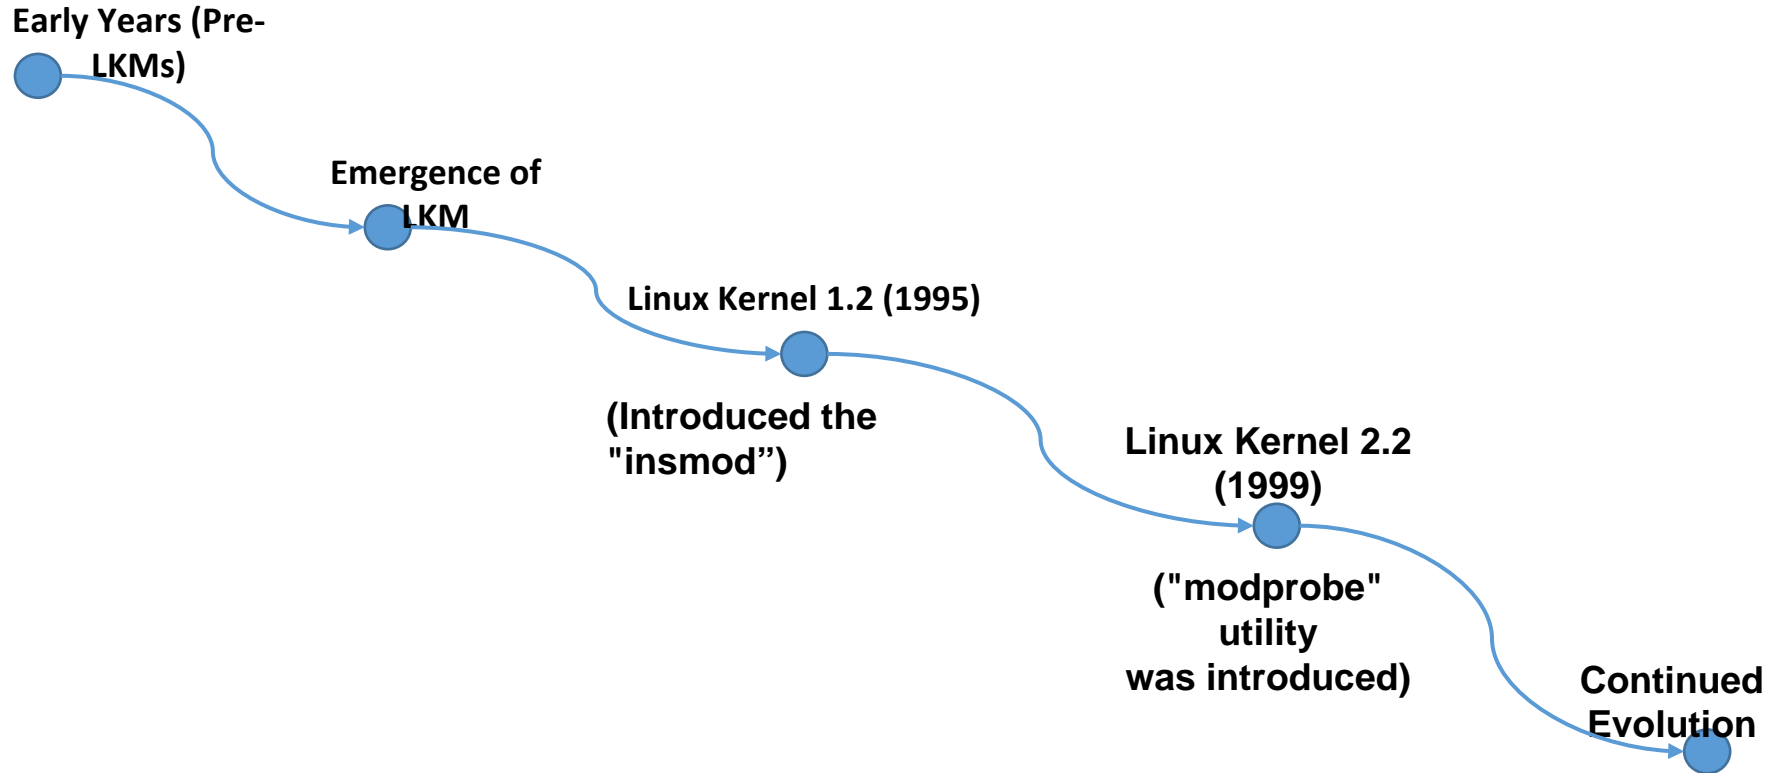 Early Years (Pre-
LKMs)
Emergence of
LKM
Linux Kernel 1.2 (1995)
(Introduced the
"insmod”)
Linux Kernel 2.2
(1999)
("modprobe"
utility
was introduced)
Continued
Evolution